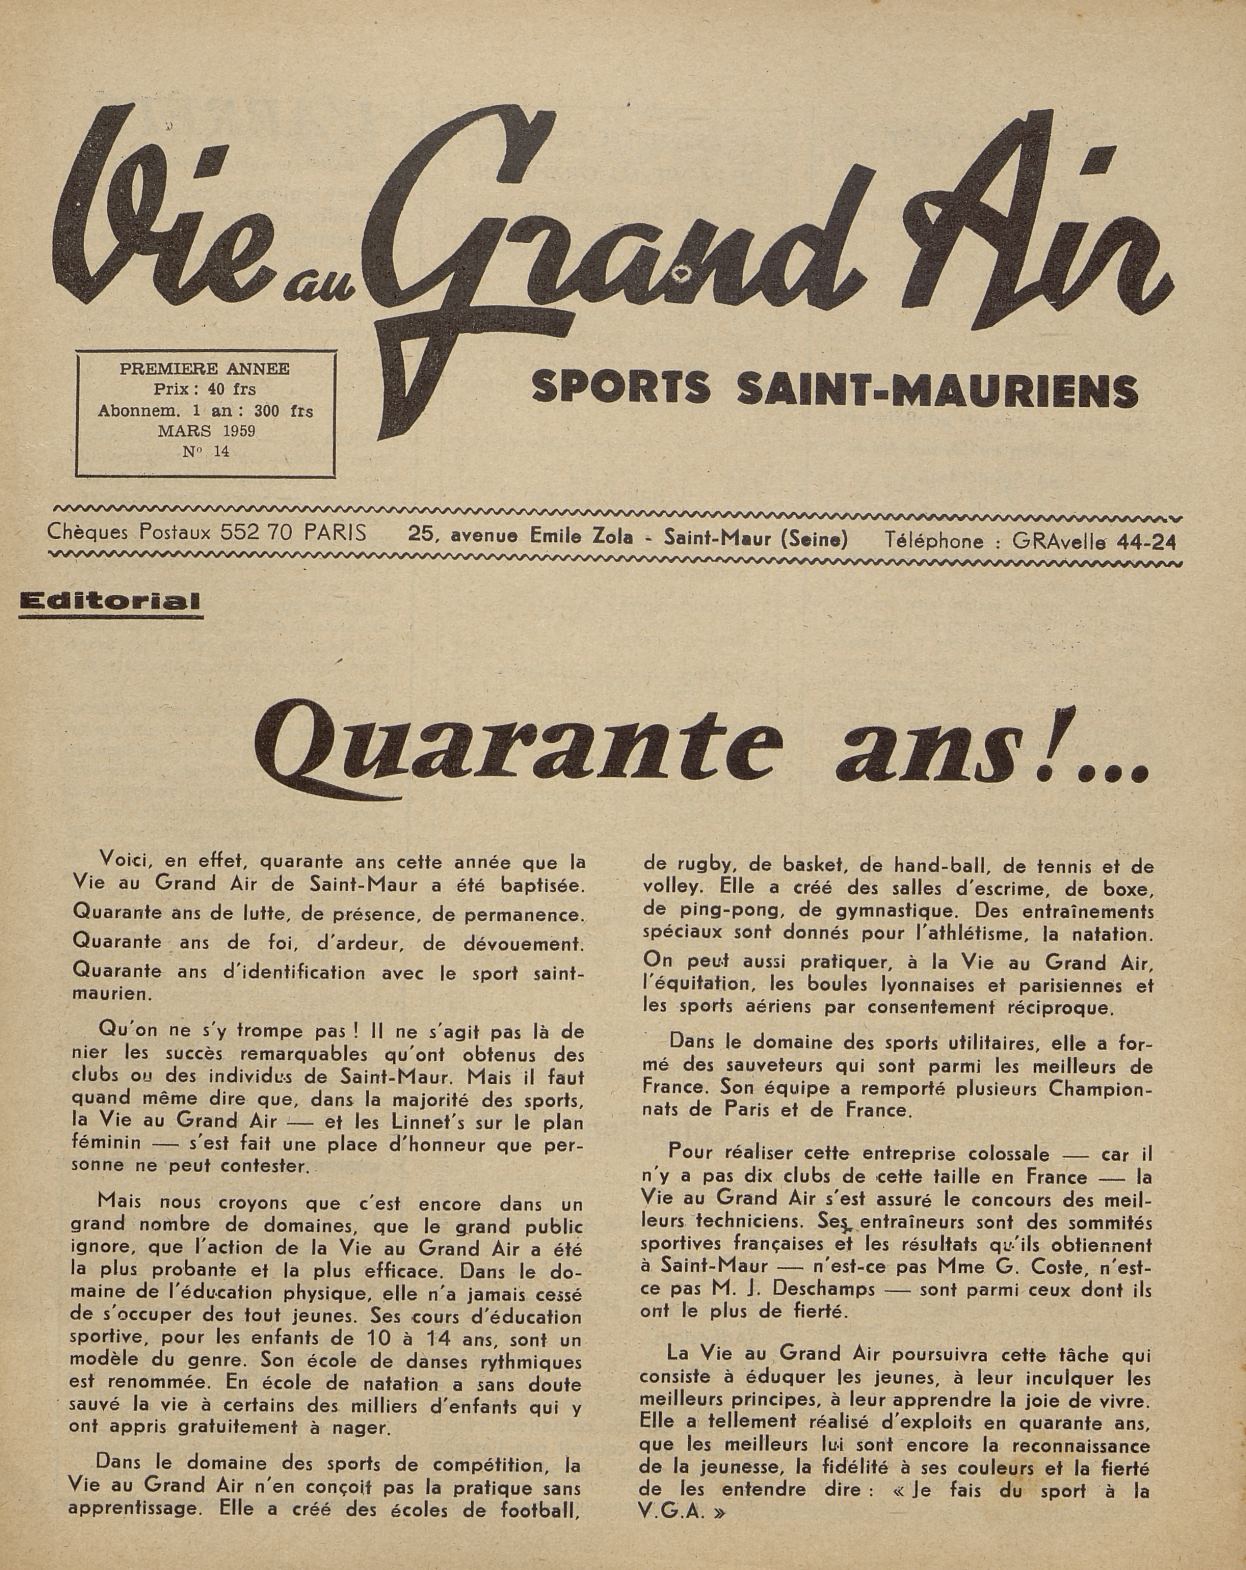 Vie au Grand Air
SPORTS SAINT-MAURIENS
PREMIERE ANNEE
Prix : 40 frs
Abonnem. 1 an : 300 frs
MARS 1959
Nº 14
Chèques Postaux 552 70 PARIS 25, avenue Emile Zola - Saint-Maur (Seine) Téléphone : GRAvelle 44-24
Editorial
Quarante ans !...
Voici, en effet, quarante ans cette année que la
Vie au Grand Air de Saint-Maur a été baptisée.
Quarante ans de lutte, de présence, de permanence.
Quarante ans de foi, d'ardeur, de dévouement.
Quarante ans d'identification avec le sport saint-
maurien.
Qu'on ne s'y trompe pas ! Il ne s'agit pas là de
nier les succès remarquables qu'ont obtenus des
clubs ou des individus de Saint-Maur. Mais il faut
quand même dire que, dans la majorité des sports,
la Vie au Grand Air — et les Linnet's sur le plan
féminin — s'est fait une place d'honneur que per-
sonne ne peut contester.
Mais nous croyons que c'est encore dans un
grand nombre de domaines, que le grand public
ignore, que l'action de la Vie au Grand Air a été
la plus probante et la plus efficace. Dans le do-
maine de l'éducation physique, elle n'a jamais cessé
de s'occuper des tout jeunes. Ses cours d'éducation
sportive, pour les enfants de 10 à 14 ans, sont un
modèle du genre. Son école de danses rythmiques
est renommée. En école de natation a sans doute
sauvé la vie à certains des milliers d'enfants qui y
ont appris gratuitement à nager.
Dans le domaine des sports de compétition, la
Vie au Grand Air n'en conçoit pas la pratique sans
apprentissage. Elle a créé des écoles de football,
de rugby, de basket, de hand-ball, de tennis et de
volley. Elle a créé des salles d'escrime, de boxe,
de ping-pong, de gymnastique. Des entraînements
spéciaux sont donnés pour l'athlétisme, la natation.
On peut aussi pratiquer, à la Vie au Grand Air,
l'équitation, les boules lyonnaises et parisiennes et
les sports aériens par consentement réciproque.
Dans le domaine des sports utilitaires, elle a for-
mé des sauveteurs qui sont parmi les meilleurs de
France. Son équipe a remporté plusieurs Champion-
nats de Paris et de France.
Pour réaliser cette entreprise colossale — car il
n'y a pas dix clubs de cette taille en France — la
Vie au Grand Air s'est assuré le concours des meil-
leurs techniciens. Ses entraîneurs sont des sommités
sportives françaises et les résultats qu'ils obtiennent
à Saint-Maur — n'est-ce pas Mme G. Coste, n'est-
ce pas M. J. Deschamps — sont parmi ceux dont ils
ont le plus de fierté.
La Vie au Grand Air poursuivra cette tâche qui
consiste à éduquer les jeunes, à leur inculquer les
meilleurs principes, à leur apprendre la joie de vivre.
Elle a tellement réalisé d'exploits en quarante ans,
que les meilleurs lui sont encore la reconnaissance
de la jeunesse, la fidélité à ses couleurs et la fierté
de les entendre dire : « Je fais du sport à la
V.G.A. »